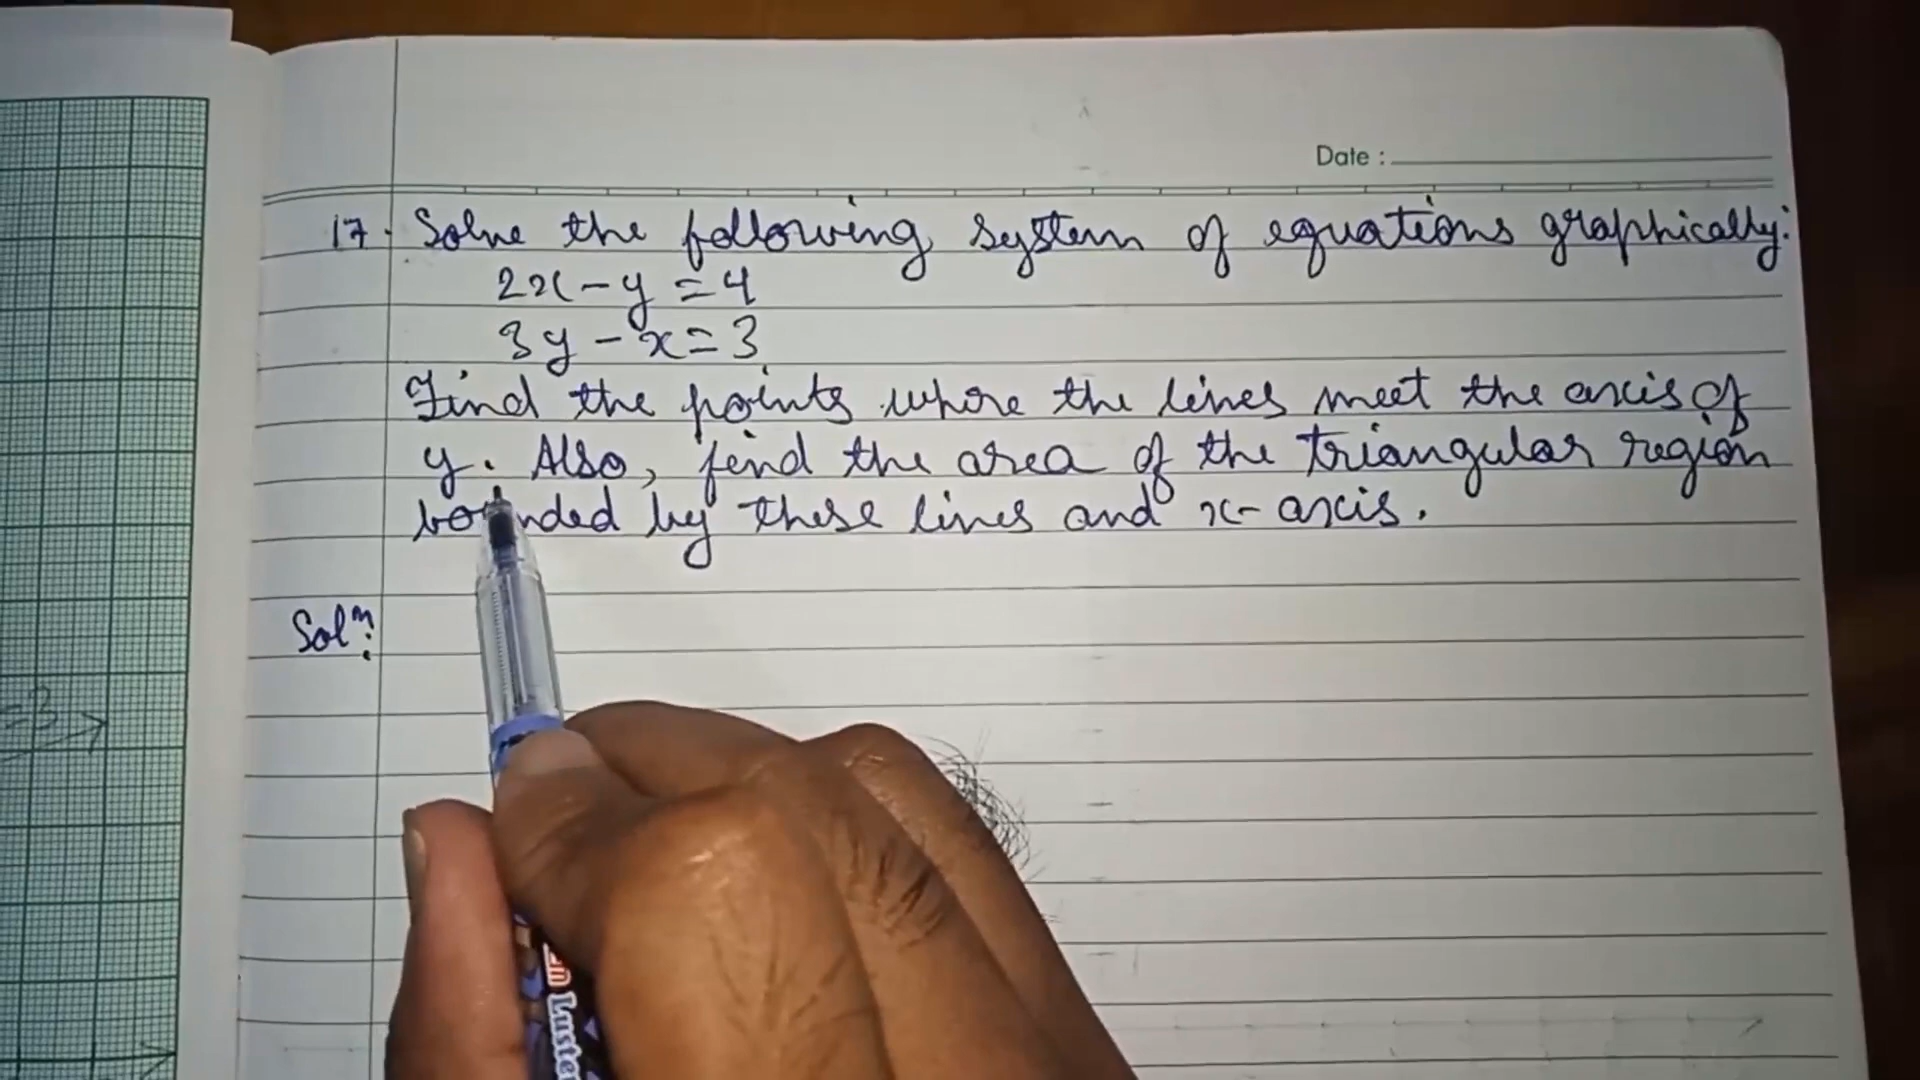 Date :
17. Solve the following system of equations graphically:
2x - y = 4
3y - x = 3
Find the points where the lines meet the axis of
y. Also, find the area of the triangular region
bounded by these lines and x-axis.
Solⁿ:
=3
Luster